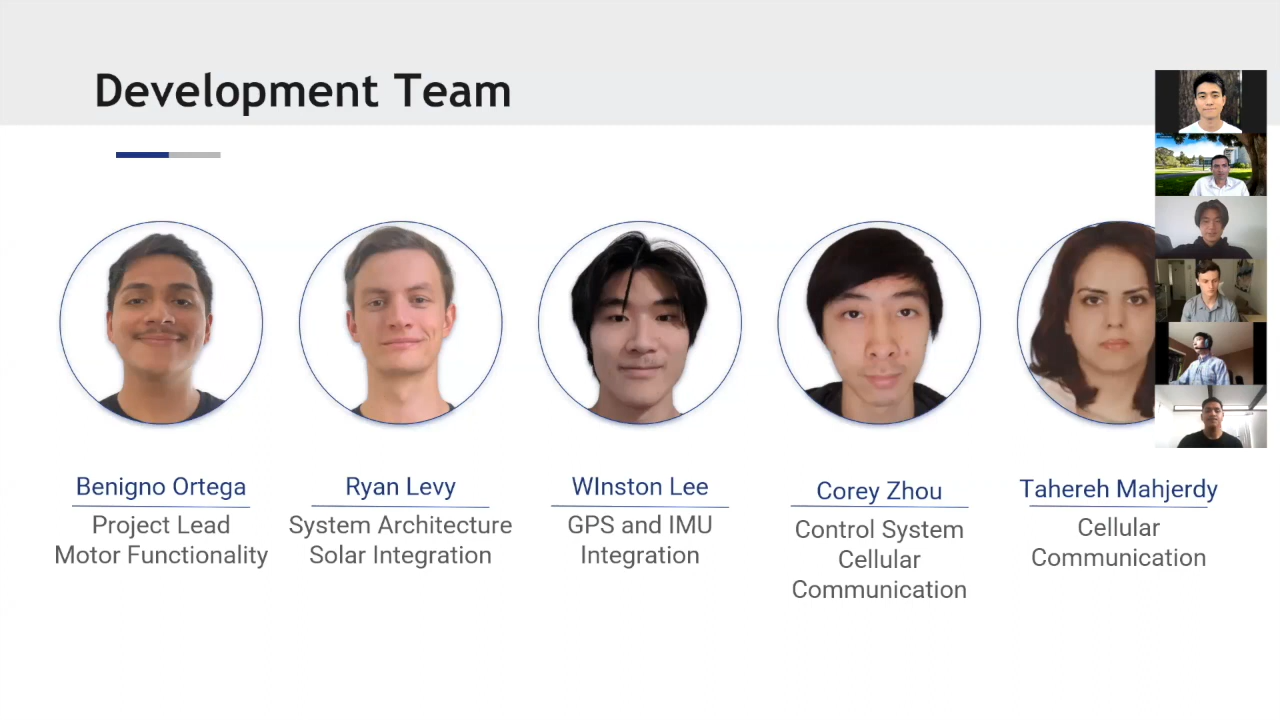 Development Team
Benigno Ortega
Project Lead
Motor Functionality
Ryan Levy
System Architecture
Solar Integration
WInston Lee
GPS and IMU
Integration
Corey Zhou
Control System
Cellular
Communication
Tahereh Mahjerdy
Cellular
Communication